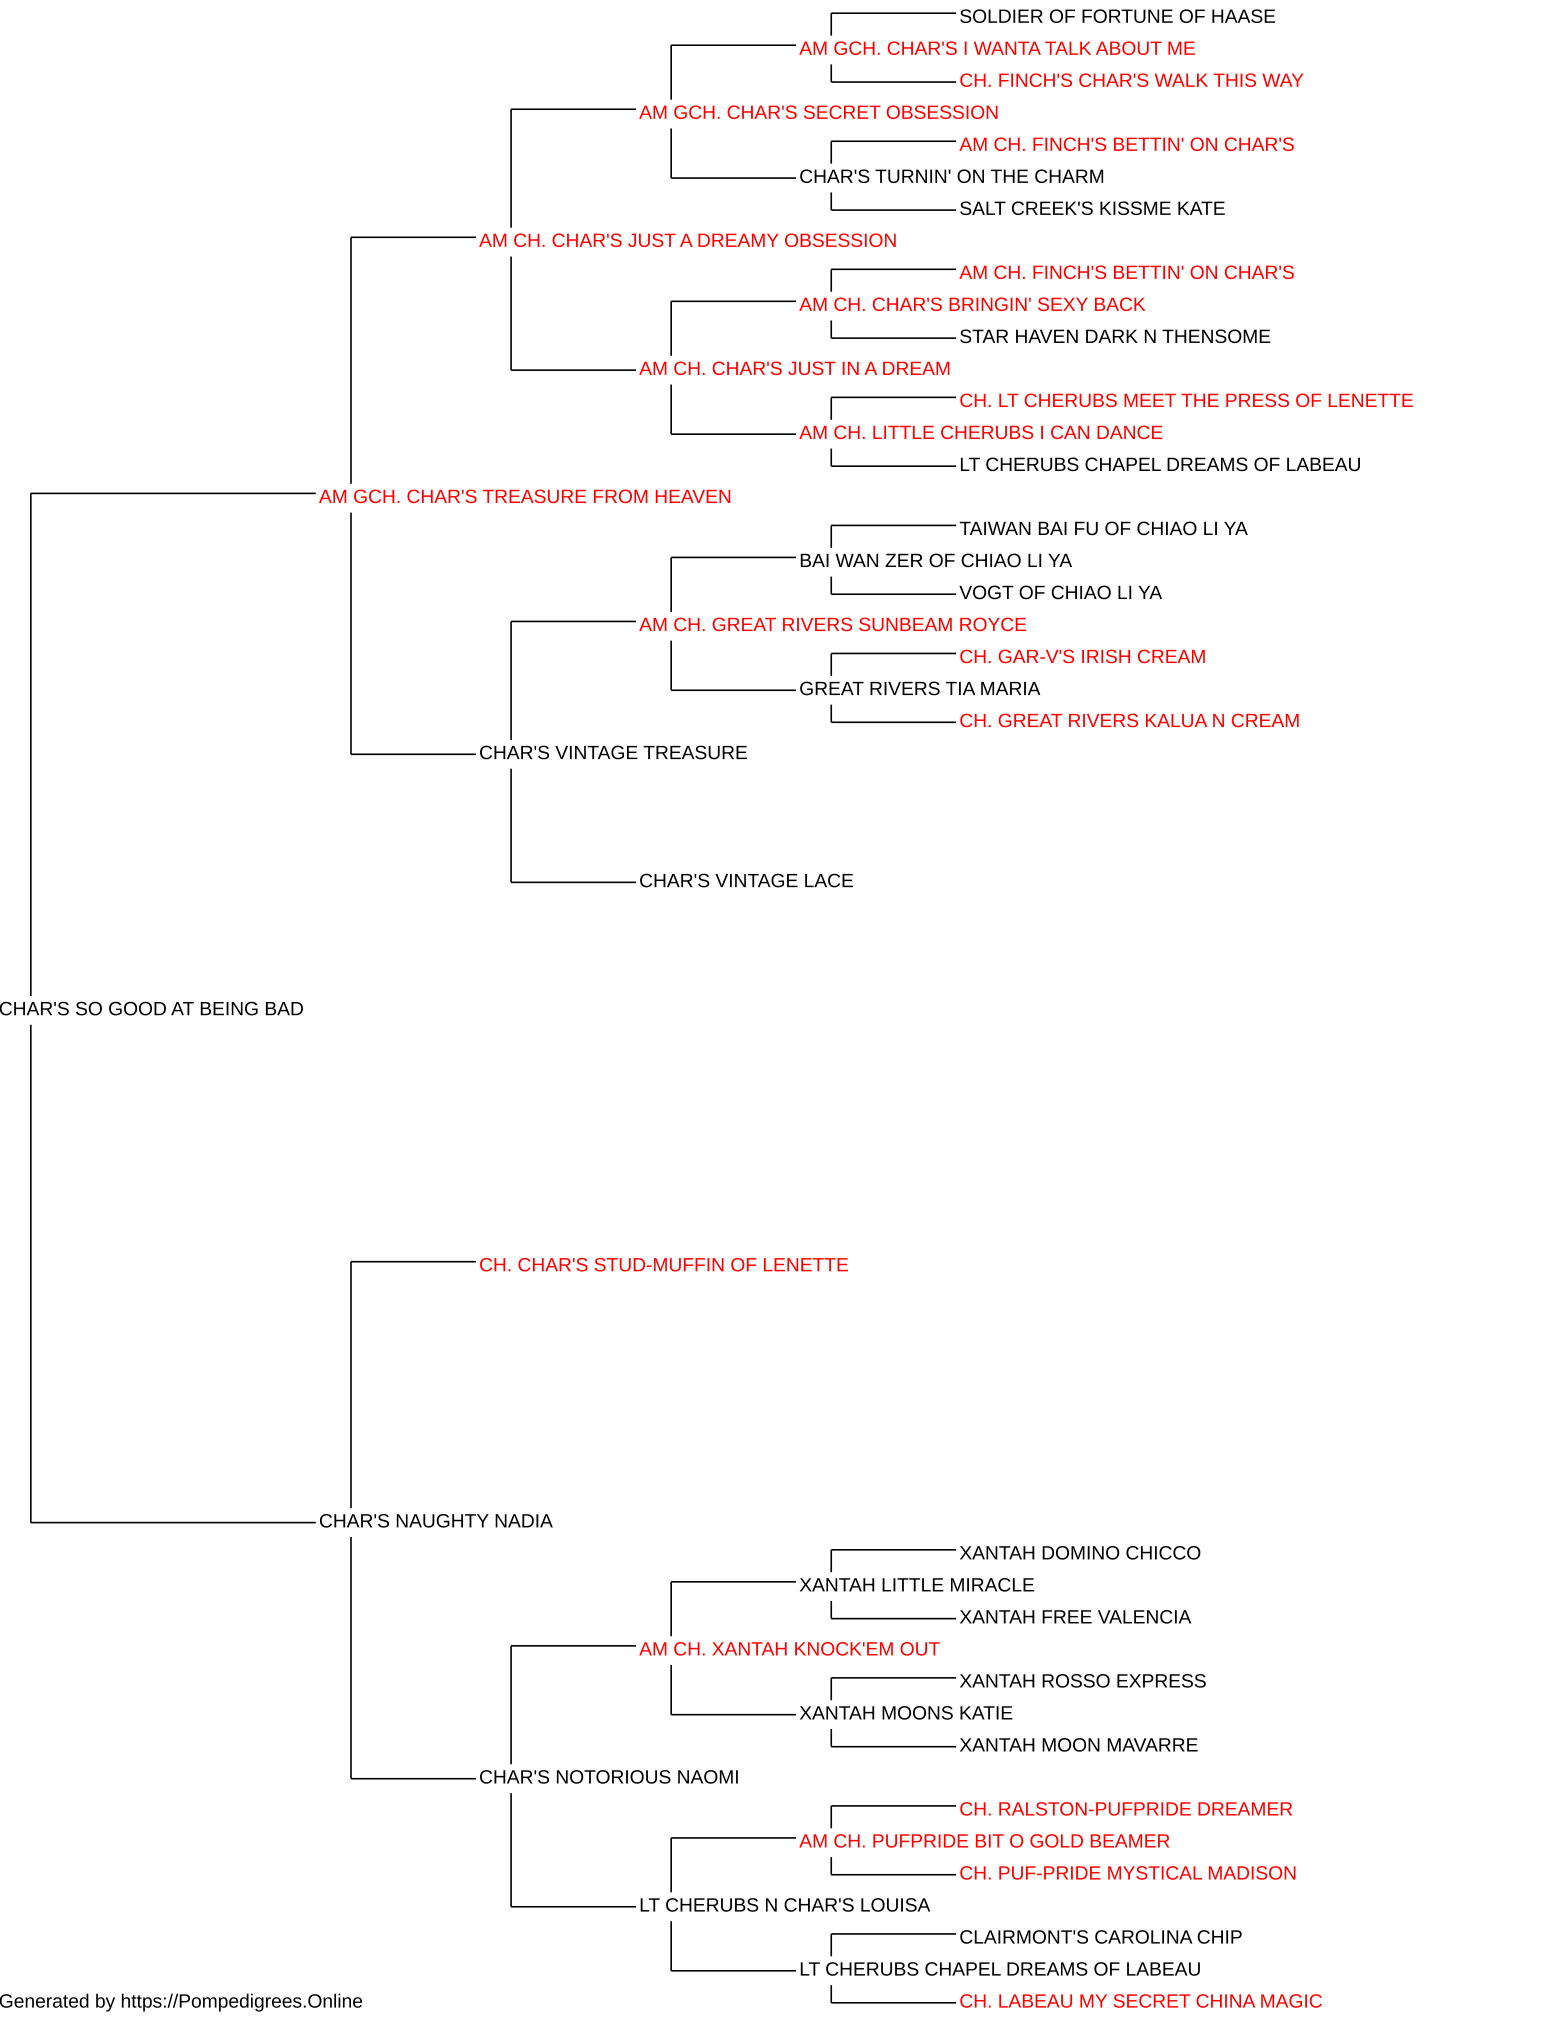 SOLDIER OF FORTUNE OF HAASE
AM GCH. CHAR'S I WANTA TALK ABOUT ME
CH. FINCH'S CHAR'S WALK THIS WAY
AM GCH. CHAR'S SECRET OBSESSION
AM CH. FINCH'S BETTIN' ON CHAR'S
CHAR'S TURNIN' ON THE CHARM
SALT CREEK'S KISSME KATE
AM CH. CHAR'S JUST A DREAMY OBSESSION
AM CH. FINCH'S BETTIN' ON CHAR'S
AM CH. CHAR'S BRINGIN' SEXY BACK
STAR HAVEN DARK N THENSOME
AM CH. CHAR'S JUST IN A DREAM
CH. LT CHERUBS MEET THE PRESS OF LENETTE
AM CH. LITTLE CHERUBS I CAN DANCE
LT CHERUBS CHAPEL DREAMS OF LABEAU
AM GCH. CHAR'S TREASURE FROM HEAVEN
TAIWAN BAI FU OF CHIAO LI YA
BAI WAN ZER OF CHIAO LI YA
VOGT OF CHIAO LI YA
AM CH. GREAT RIVERS SUNBEAM ROYCE
CH. GAR-V'S IRISH CREAM
GREAT RIVERS TIA MARIA
CH. GREAT RIVERS KALUA N CREAM
CHAR'S VINTAGE TREASURE
CHAR'S VINTAGE LACE
CHAR'S SO GOOD AT BEING BAD
CH. CHAR'S STUD-MUFFIN OF LENETTE
CHAR'S NAUGHTY NADIA
XANTAH DOMINO CHICCO
XANTAH LITTLE MIRACLE
XANTAH FREE VALENCIA
AM CH. XANTAH KNOCK'EM OUT
XANTAH ROSSO EXPRESS
XANTAH MOONS KATIE
XANTAH MOON MAVARRE
CHAR'S NOTORIOUS NAOMI
CH. RALSTON-PUFPRIDE DREAMER
AM CH. PUFPRIDE BIT O GOLD BEAMER
CH. PUF-PRIDE MYSTICAL MADISON
LT CHERUBS N CHAR'S LOUISA
CLAIRMONT'S CAROLINA CHIP
LT CHERUBS CHAPEL DREAMS OF LABEAU
CH. LABEAU MY SECRET CHINA MAGIC
Generated by https://Pompedigrees.Online